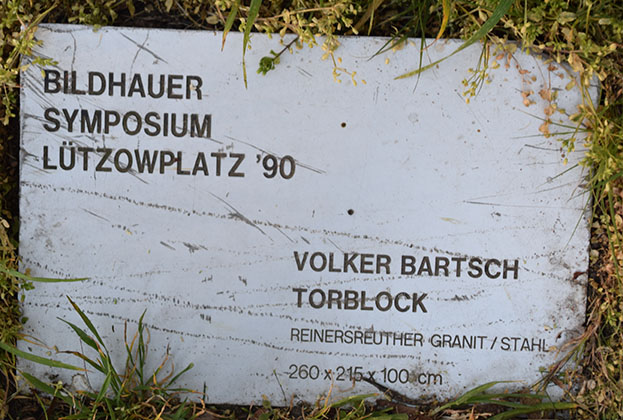 BILDHAUER
SYMPOSIUM
LÜTZOWPLATZ '90
VOLKER BARTSCH
TORBLOCK
REINERSREUTHER GRANIT / STAHL
260 x 215 x 100 cm